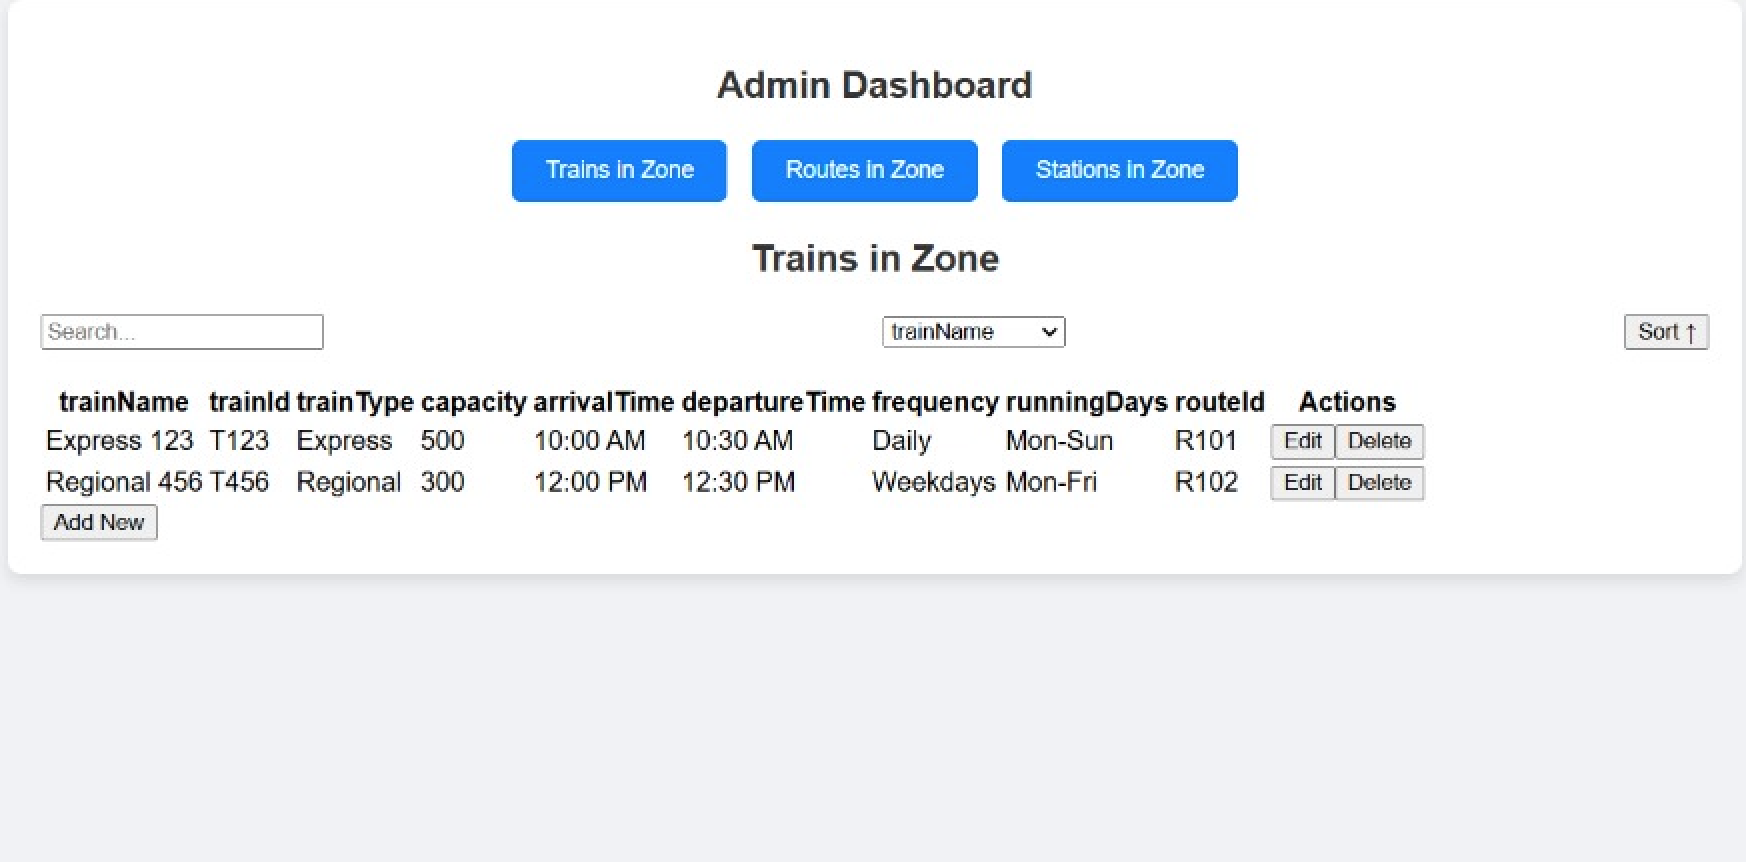 Admin Dashboard
Trains in Zone Routes in Zone Stations in Zone
Trains in Zone
Search... trainName Sort ↑
trainName trainId trainType capacity arrivalTime departureTime frequency runningDays routeId Actions
Express 123 T123 Express 500 10:00 AM 10:30 AM Daily Mon-Sun R101 Edit Delete
Regional 456 T456 Regional 300 12:00 PM 12:30 PM Weekdays Mon-Fri R102 Edit Delete
Add New